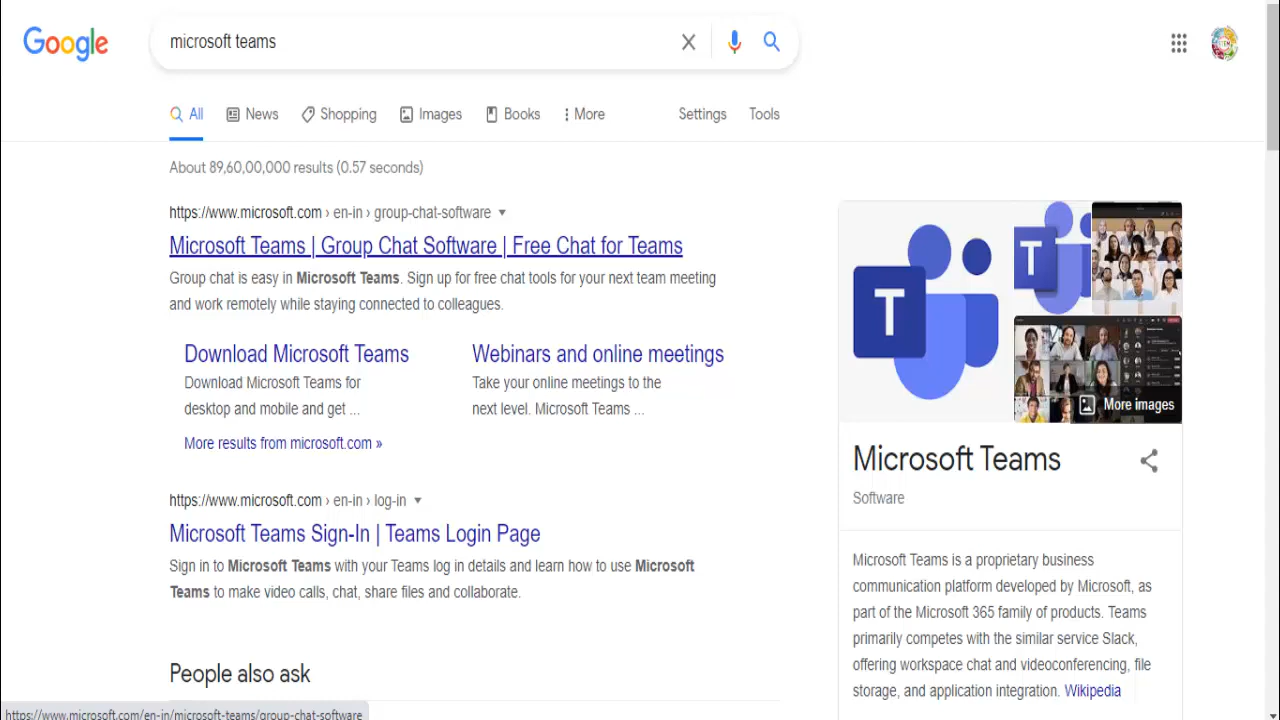 Google
microsoft teams
All News Shopping Images Books More Settings Tools
About 89,60,00,000 results (0.57 seconds)
https://www.microsoft.com › en-in › group-chat-software
Microsoft Teams | Group Chat Software | Free Chat for Teams
Group chat is easy in Microsoft Teams. Sign up for free chat tools for your next team meeting
and work remotely while staying connected to colleagues.
Download Microsoft Teams
Download Microsoft Teams for
desktop and mobile and get ...
Webinars and online meetings
Take your online meetings to the
next level. Microsoft Teams ...
More results from microsoft.com »
https://www.microsoft.com › en-in › log-in
Microsoft Teams Sign-In | Teams Login Page
Sign in to Microsoft Teams with your Teams log in details and learn how to use Microsoft
Teams to make video calls, chat, share files and collaborate.
People also ask
https://www.microsoft.com/en-in/microsoft-teams/group-chat-software
T
T
More images
Microsoft Teams
Software
Microsoft Teams is a proprietary business
communication platform developed by Microsoft, as
part of the Microsoft 365 family of products. Teams
primarily competes with the similar service Slack,
offering workspace chat and videoconferencing, file
storage, and application integration. Wikipedia